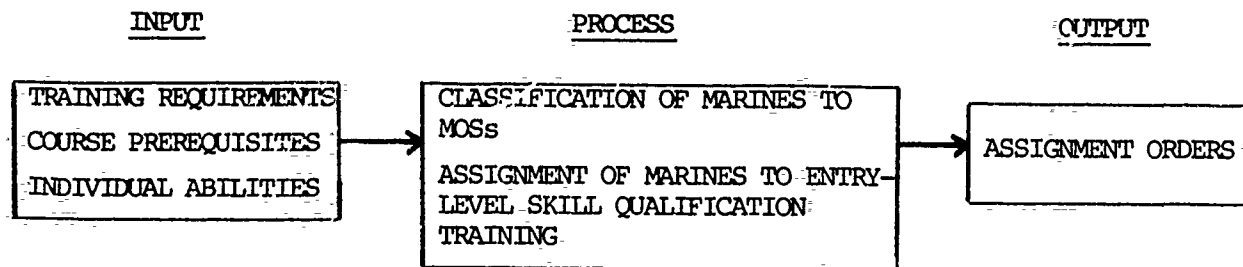 INPUT
PROCESS
OUTPUT
TRAINING REQUIREMENTS
COURSE PREREQUISITES
INDIVIDUAL ABILITIES
CLASSIFICATION OF MARINES TO
MOSs
ASSIGNMENT OF MARINES TO ENTRY-
LEVEL SKILL QUALIFICATION
TRAINING
ASSIGNMENT ORDERS